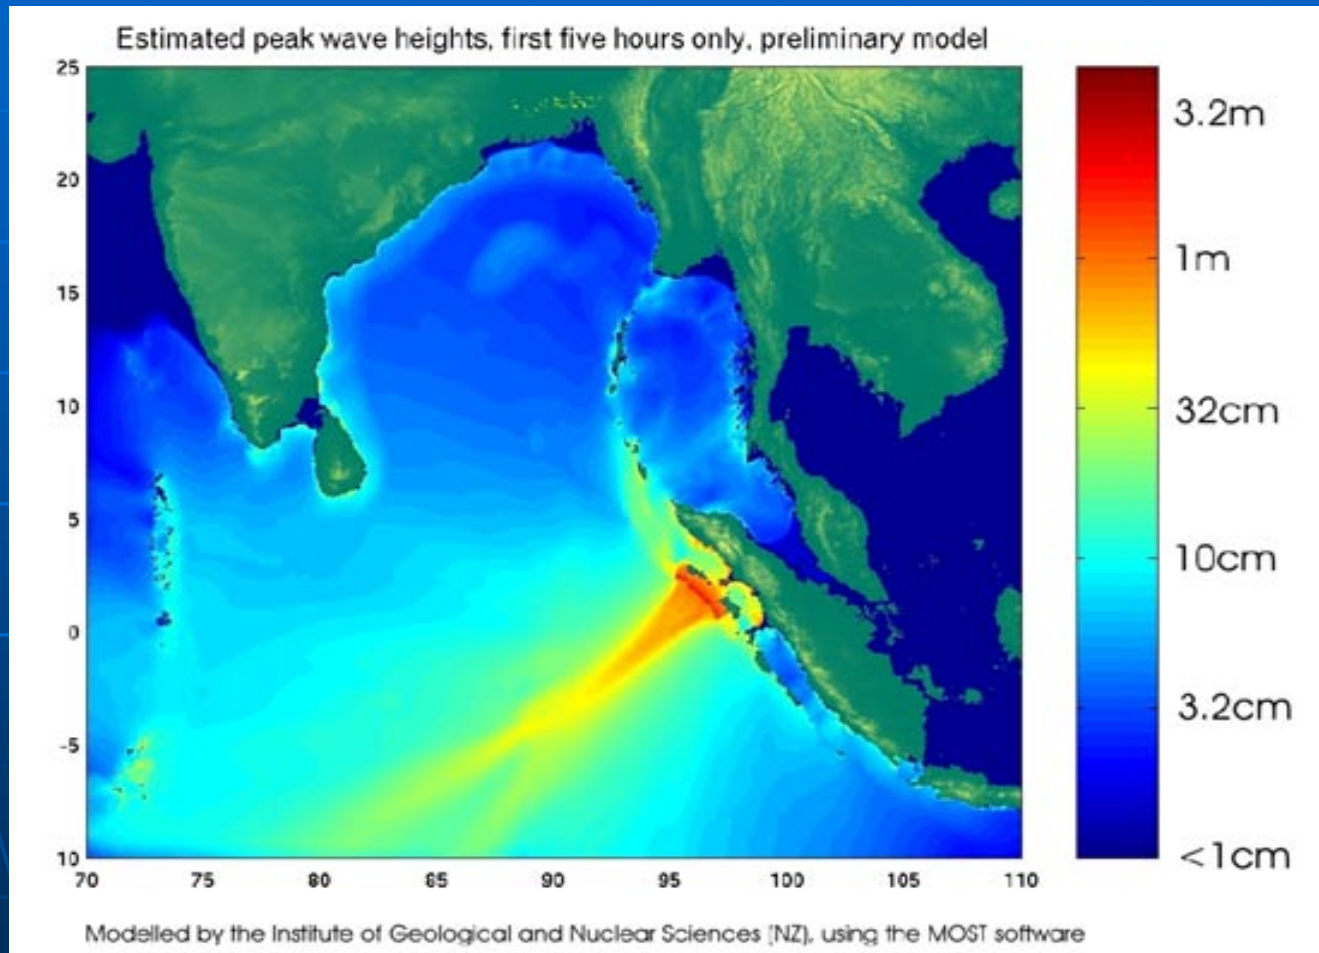 Estimated peak wave heights, first five hours only, preliminary model
25
20
15
10
5
0
-5
10
70 75 80 85 90 95 100 105 110
3.2m
1m
32cm
10cm
3.2cm
<1cm
Modelled by the Institute of Geological and Nuclear Sciences (NZ), using the MOST software